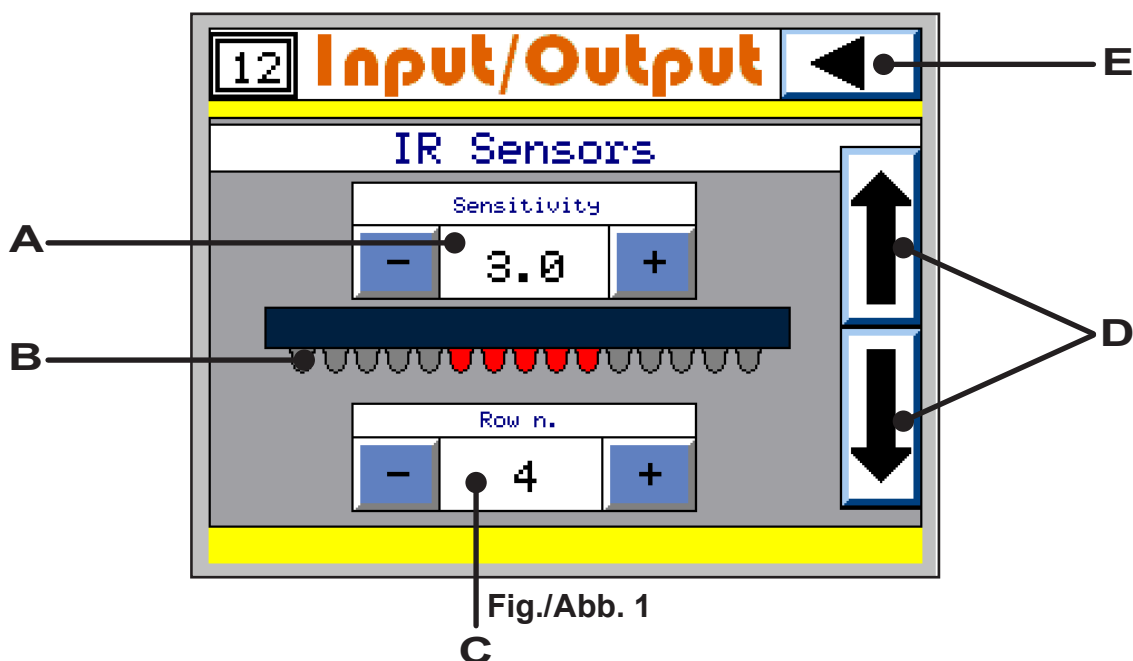 12 Input/Output
E
IR Sensors
Sensitivity
A
- 3.0 +
D
B
Row n.
- 4 +
Fig./Abb. 1
C